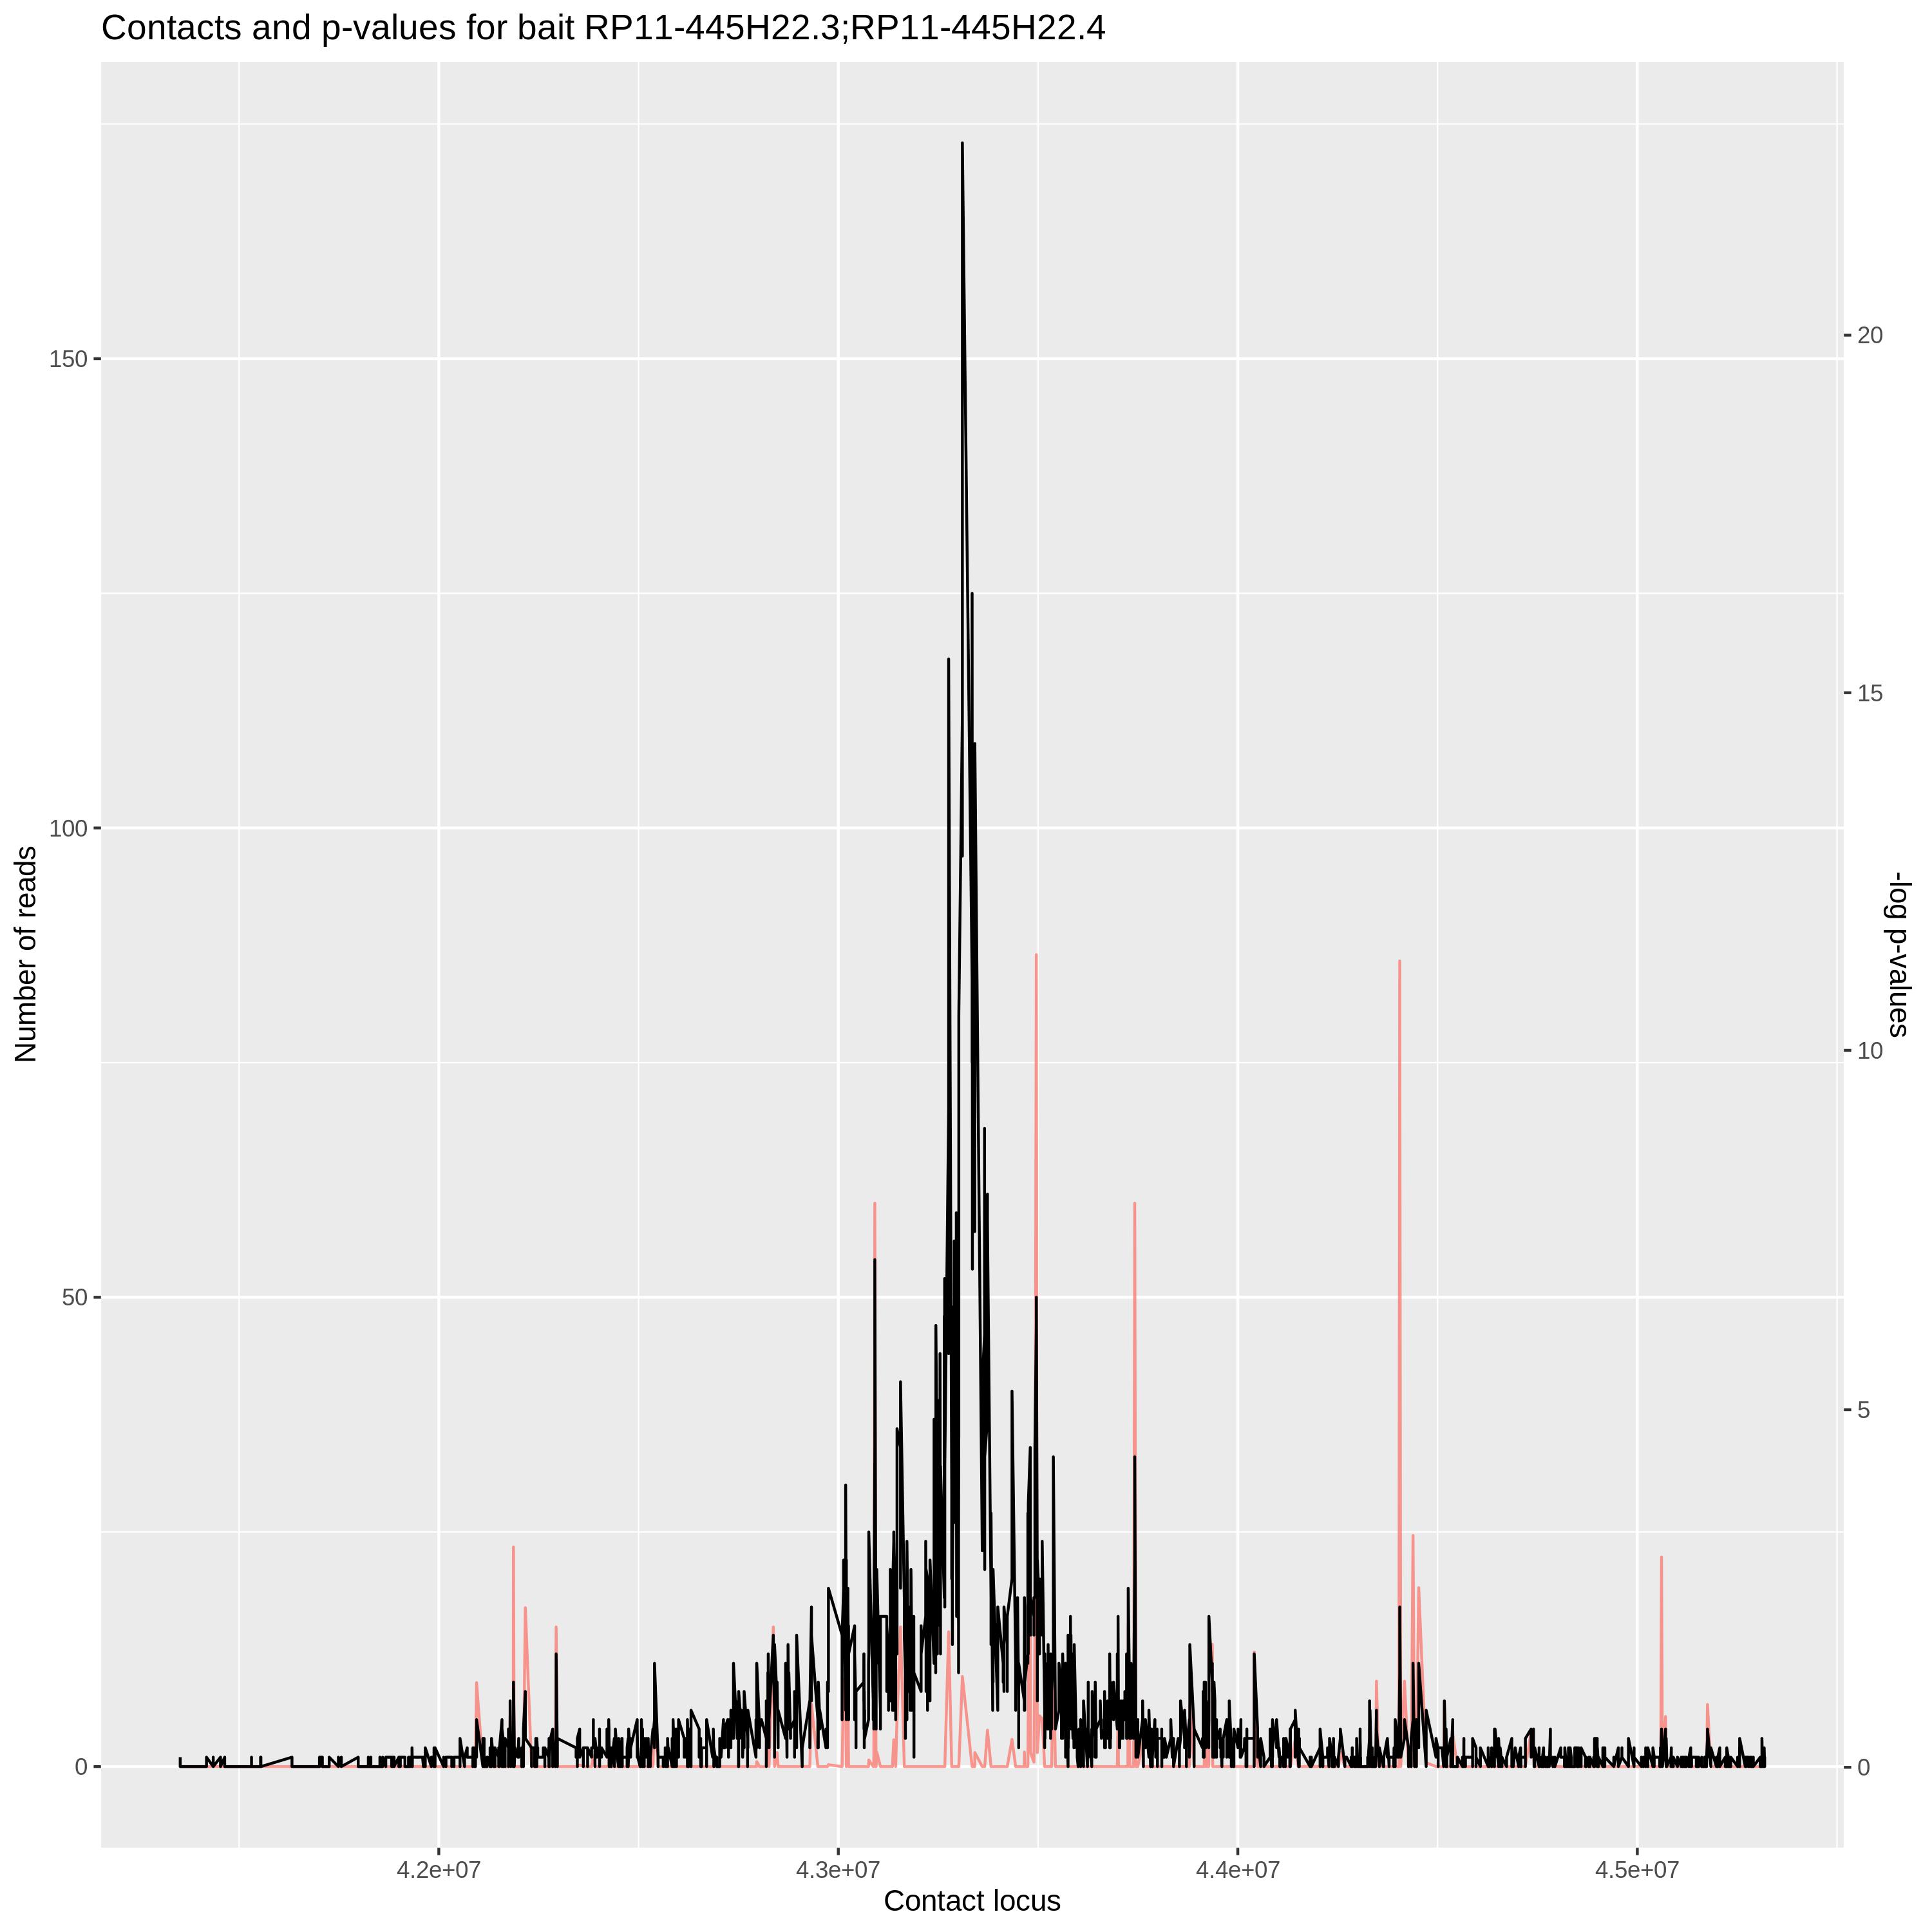 Contacts and p-values for bait RP11-445H22.3;RP11-445H22.4
Number of reads
150
100
50
0
20
15
10
5
0
-log p-values
4.2e+07
4.3e+07
4.4e+07
4.5e+07
Contact locus